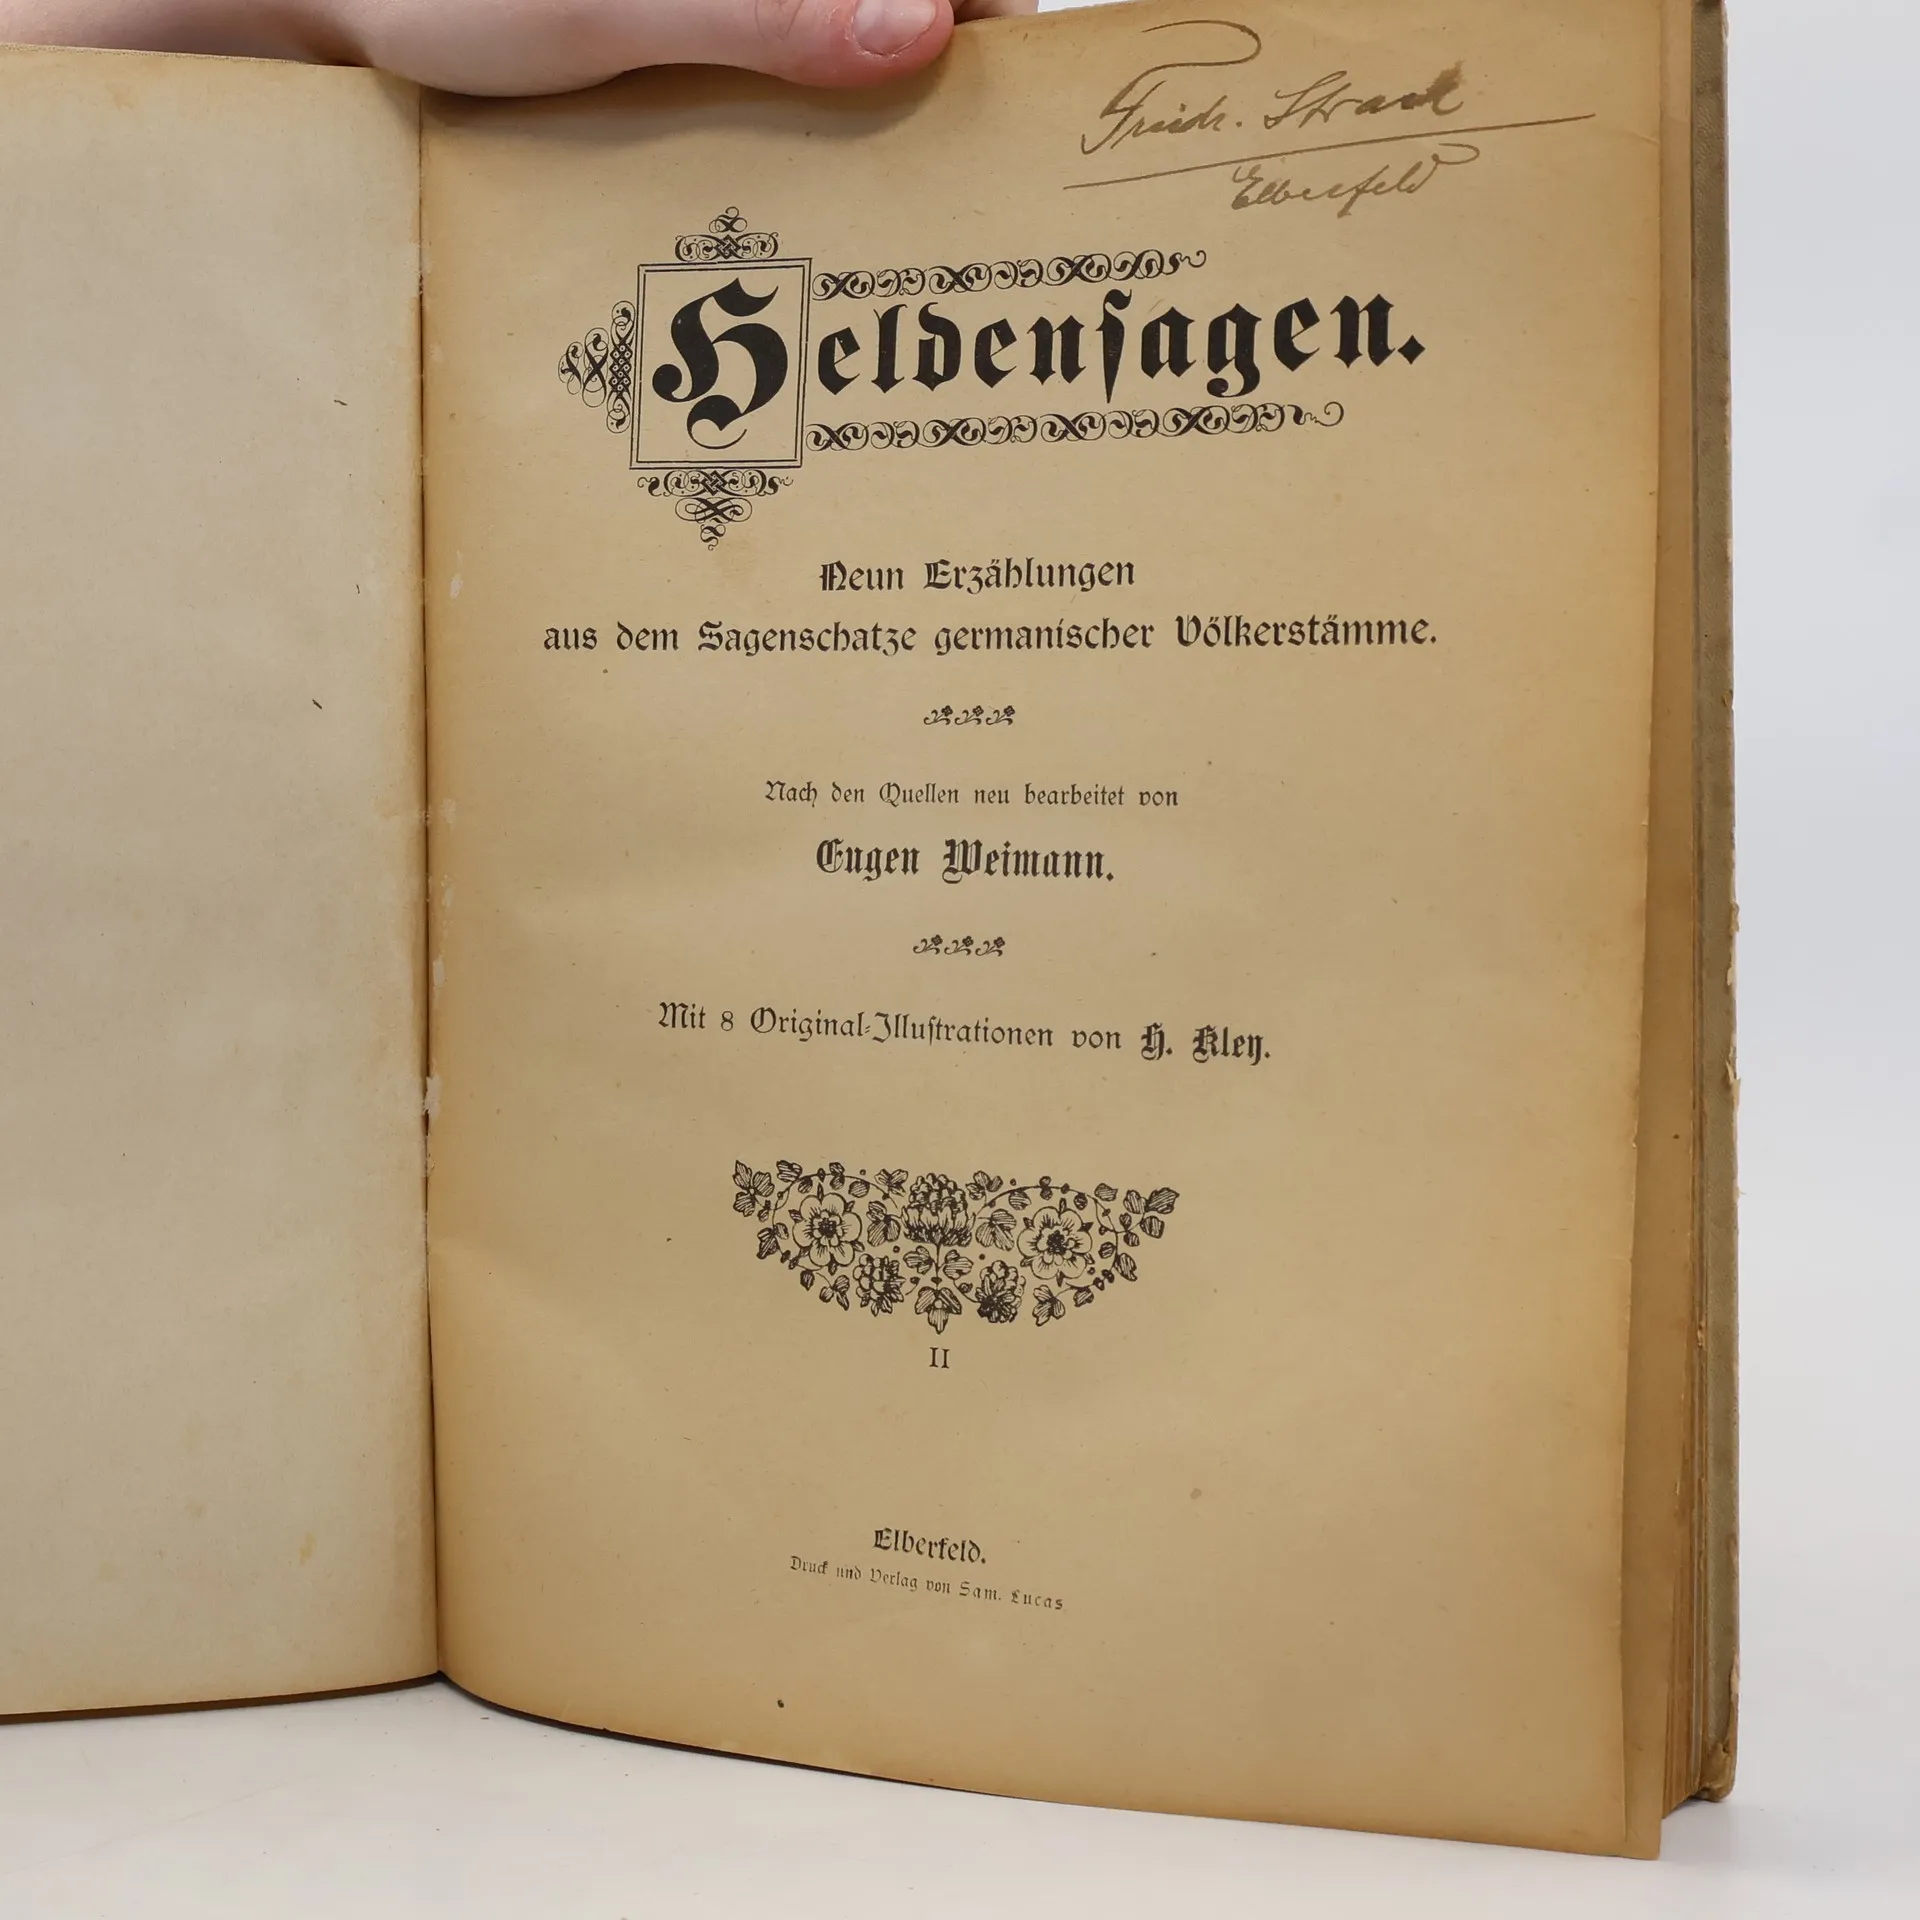 Friedr. Strack
Elberfeld
Heldensagen.
Neun Erzählungen
aus dem Sagenschatze germanischer Völkerstämme.
Nach den Quellen neu bearbeitet von
Eugen Weimann.
Mit 8 Original-Illustrationen von H. Kley.
II
Elberfeld.
Druck und Verlag von Sam. Lucas